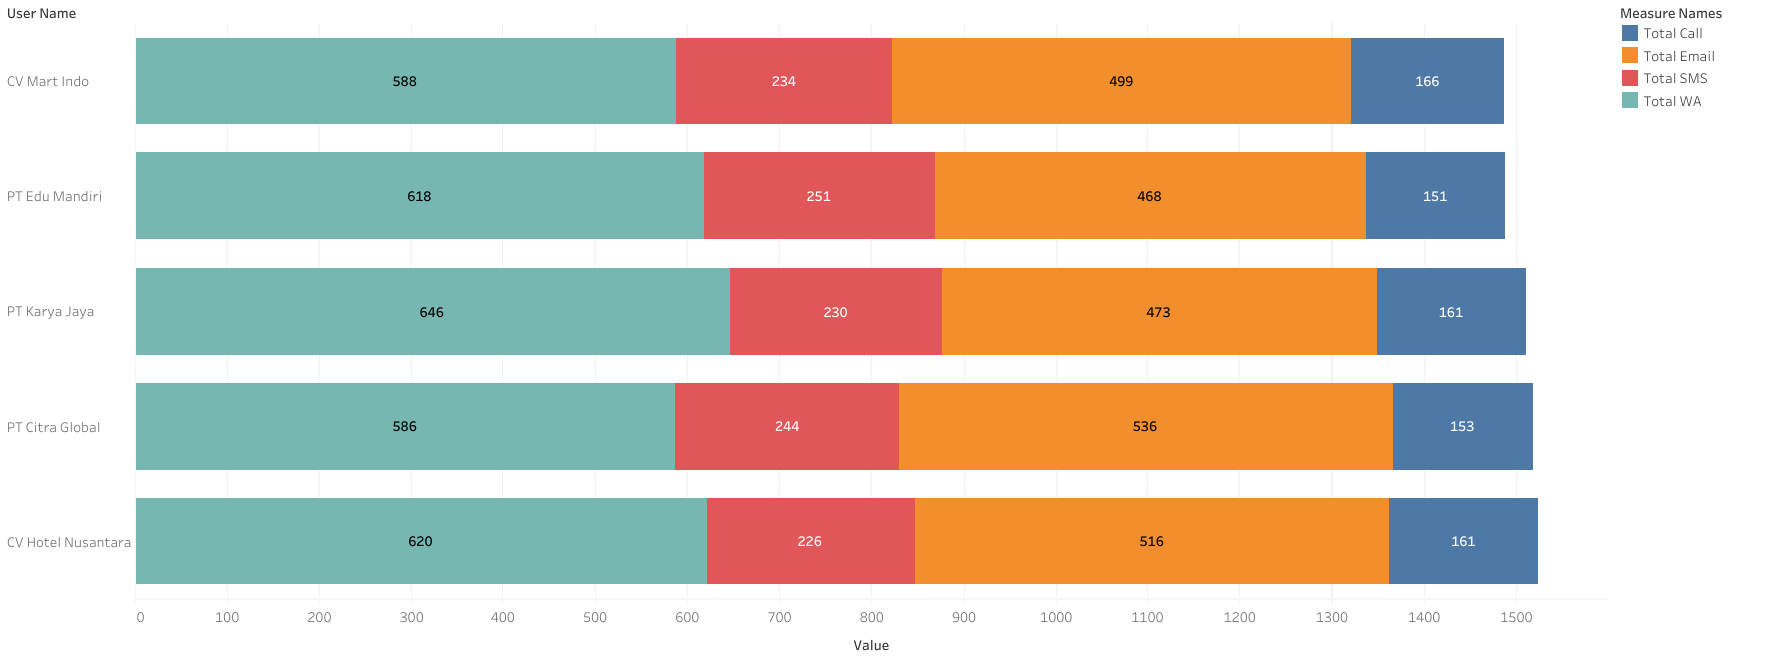 User Name
Measure Names
Total Call
Total Email
Total SMS
Total WA
CV Mart Indo 588 234 499 166
PT Edu Mandiri 618 251 468 151
PT Karya Jaya 646 230 473 161
PT Citra Global 586 244 536 153
CV Hotel Nusantara 620 226 516 161
0 100 200 300 400 500 600 700 800 900 1000 1100 1200 1300 1400 1500
Value